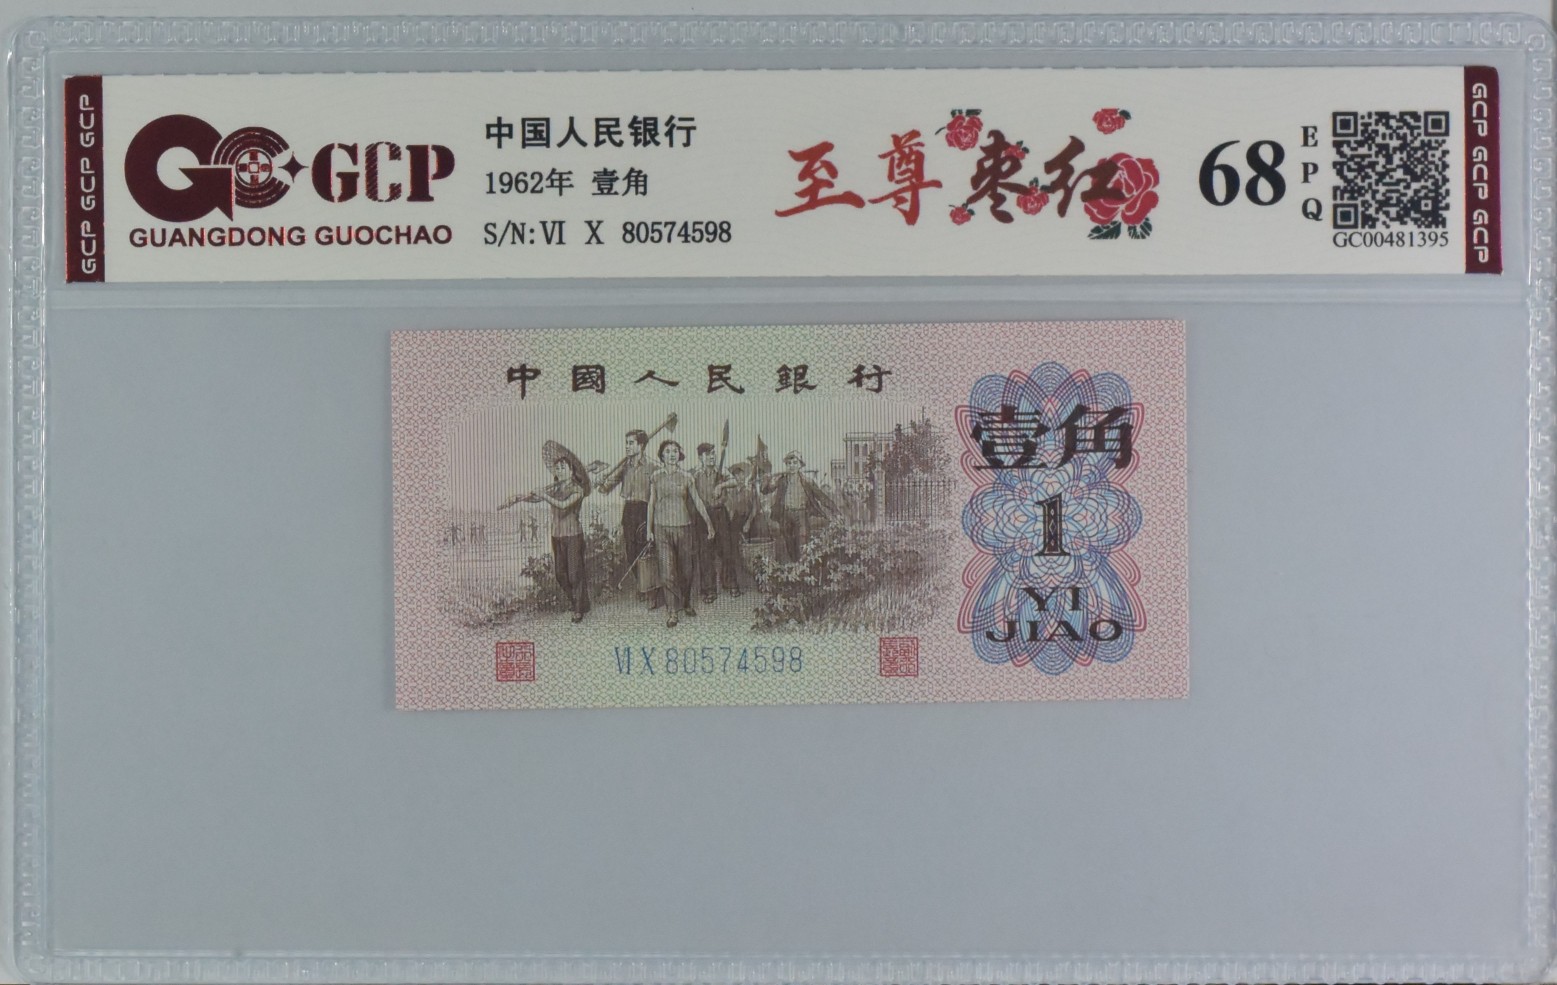 GCP GCP GCP
GCP
GUANGDONG GUOCHAO
中国人民银行
1962年 壹角
S/N:VI X 80574598
至尊枣红
68
EPQ
GC00481395
GCP GCP GCP
中國人民銀行
壹角
1
YI
JIAO
VI X 80574598